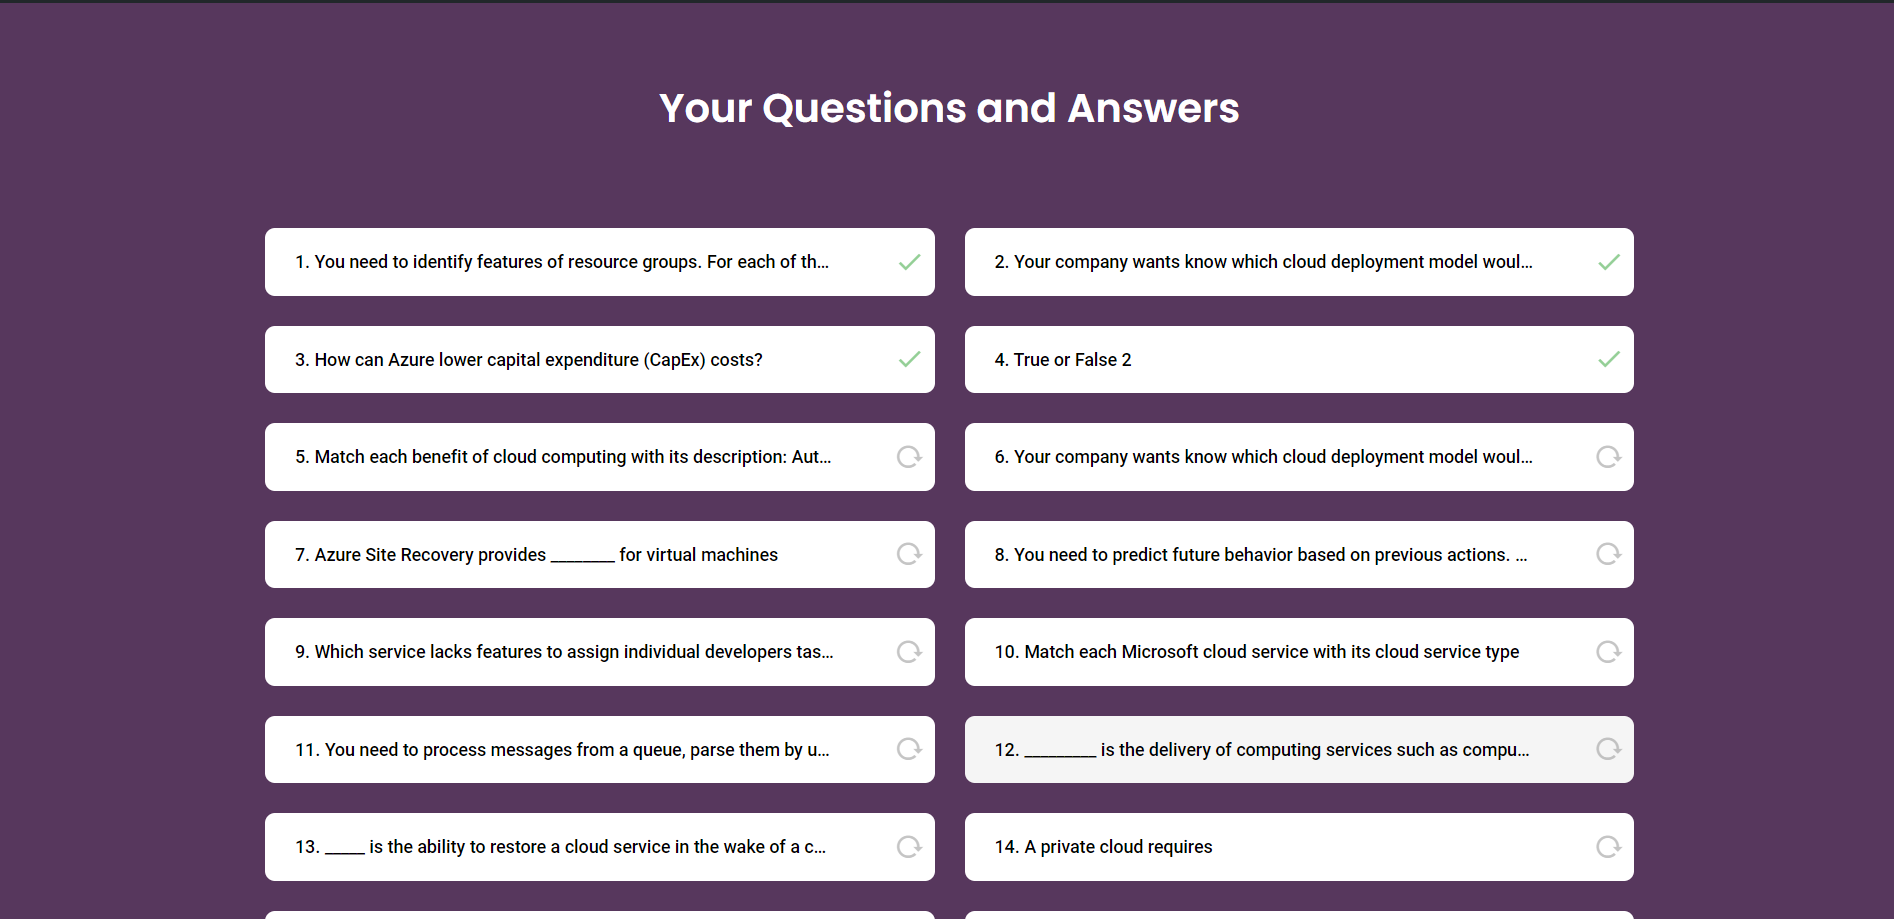 Your Questions and Answers
1. You need to identify features of resource groups. For each of th...
2. Your company wants know which cloud deployment model woul...
3. How can Azure lower capital expenditure (CapEx) costs?
4. True or False 2
5. Match each benefit of cloud computing with its description: Aut...
6. Your company wants know which cloud deployment model woul...
7. Azure Site Recovery provides ________ for virtual machines
8. You need to predict future behavior based on previous actions. ...
9. Which service lacks features to assign individual developers tas...
10. Match each Microsoft cloud service with its cloud service type
11. You need to process messages from a queue, parse them by u...
12. _________ is the delivery of computing services such as compu...
13. _____ is the ability to restore a cloud service in the wake of a c...
14. A private cloud requires